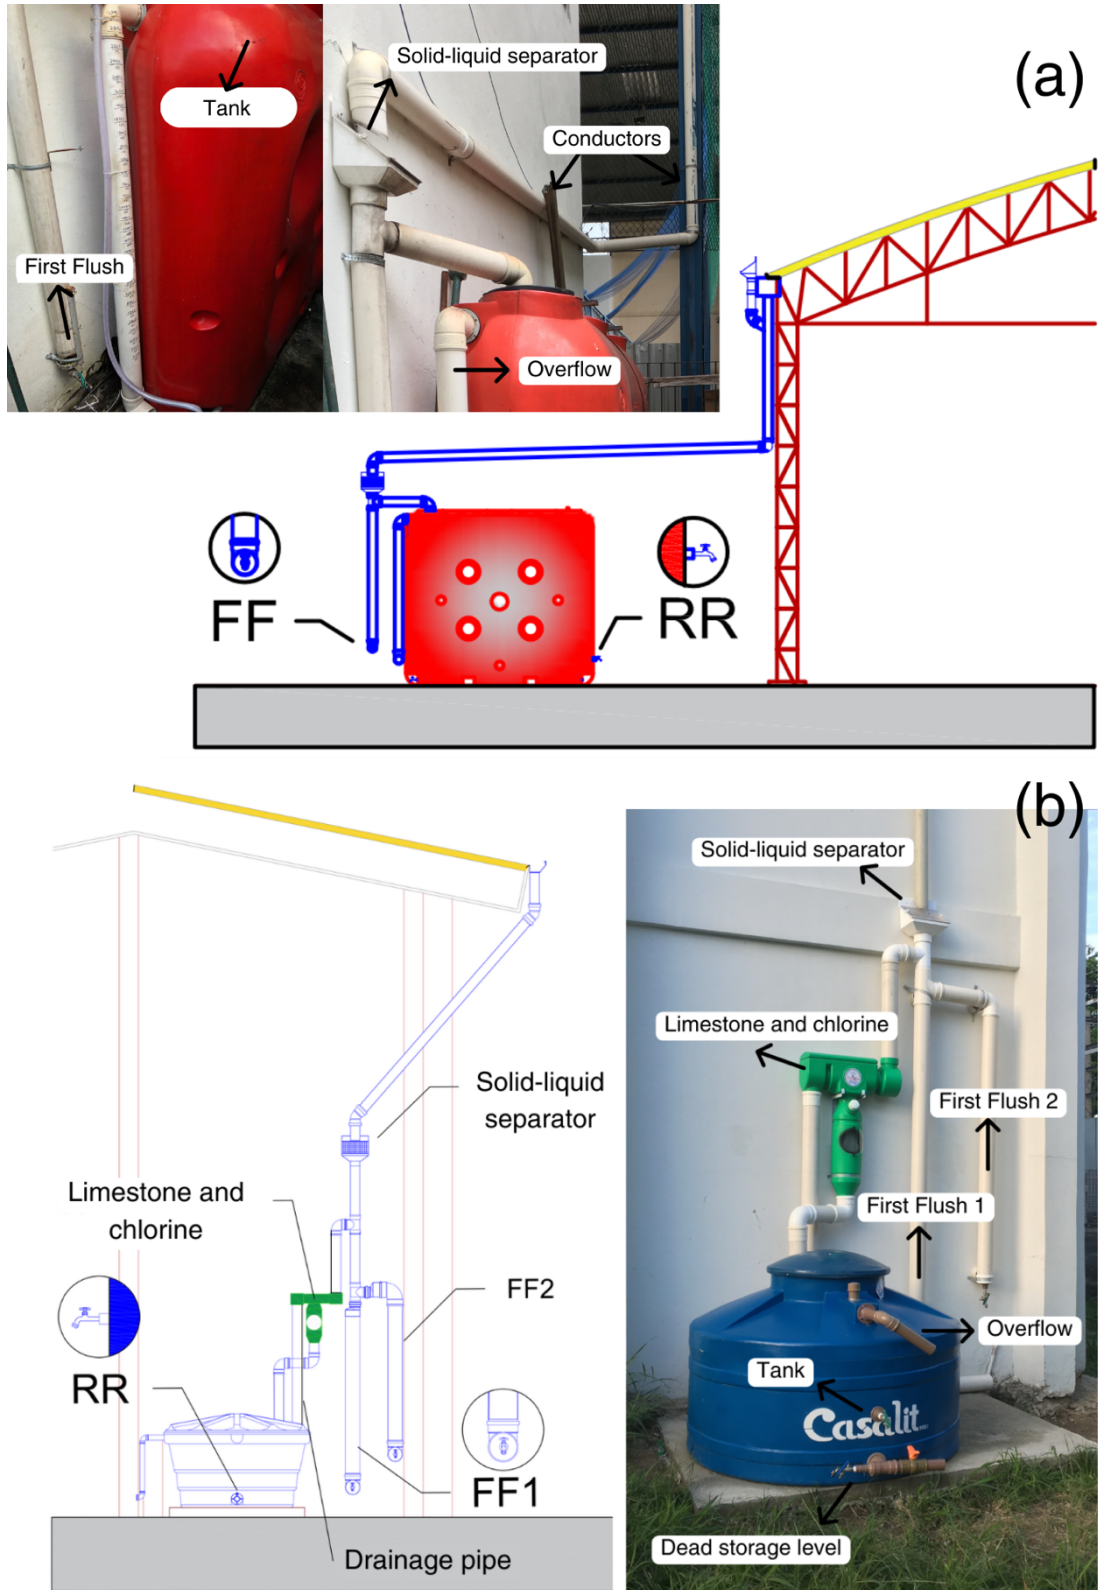 (a)
Tank
First Flush
Solid-liquid separator
Conductors
Overflow
FF
RR
(b)
Solid-liquid
separator
Limestone and
chlorine
FF2
RR
FF1
Drainage pipe
Solid-liquid separator
Limestone and chlorine
First Flush 2
First Flush 1
Overflow
Tank
Casalit
Dead storage level